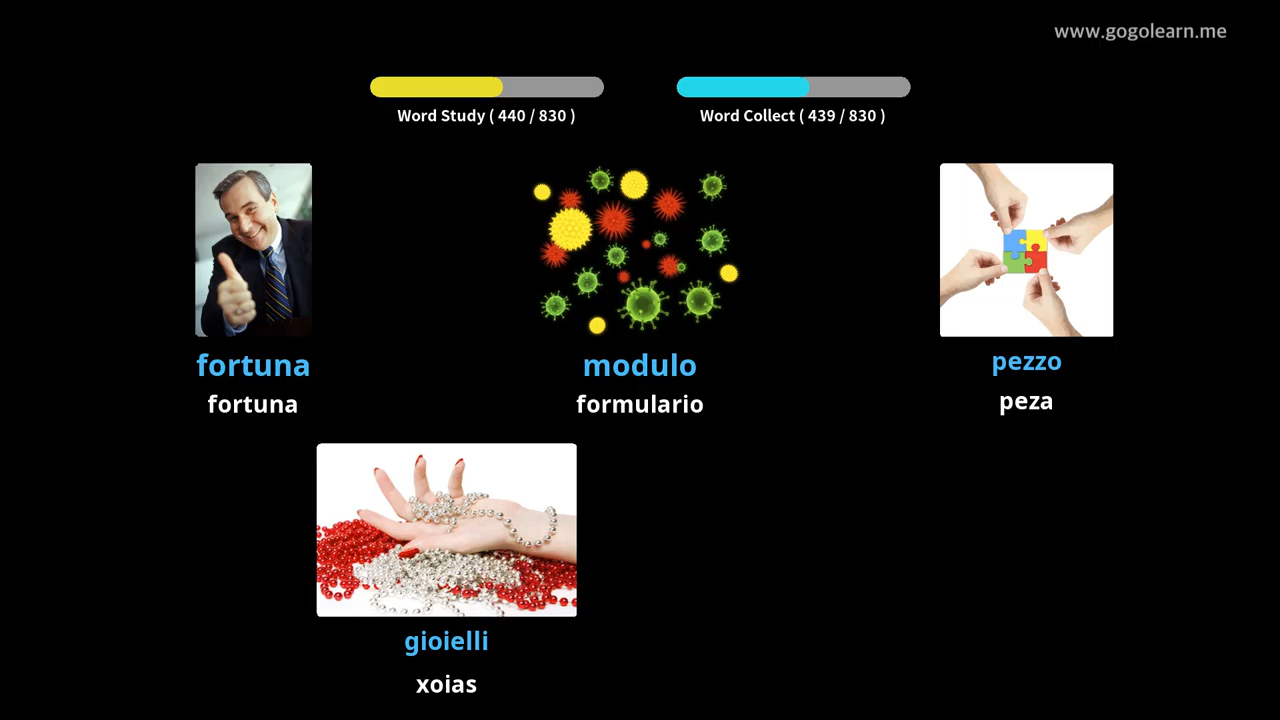 www.gogolearn.me
Word Study ( 440 / 830 )
Word Collect ( 439 / 830 )
fortuna
fortuna
modulo
formulario
pezzo
peza
gioielli
xoias